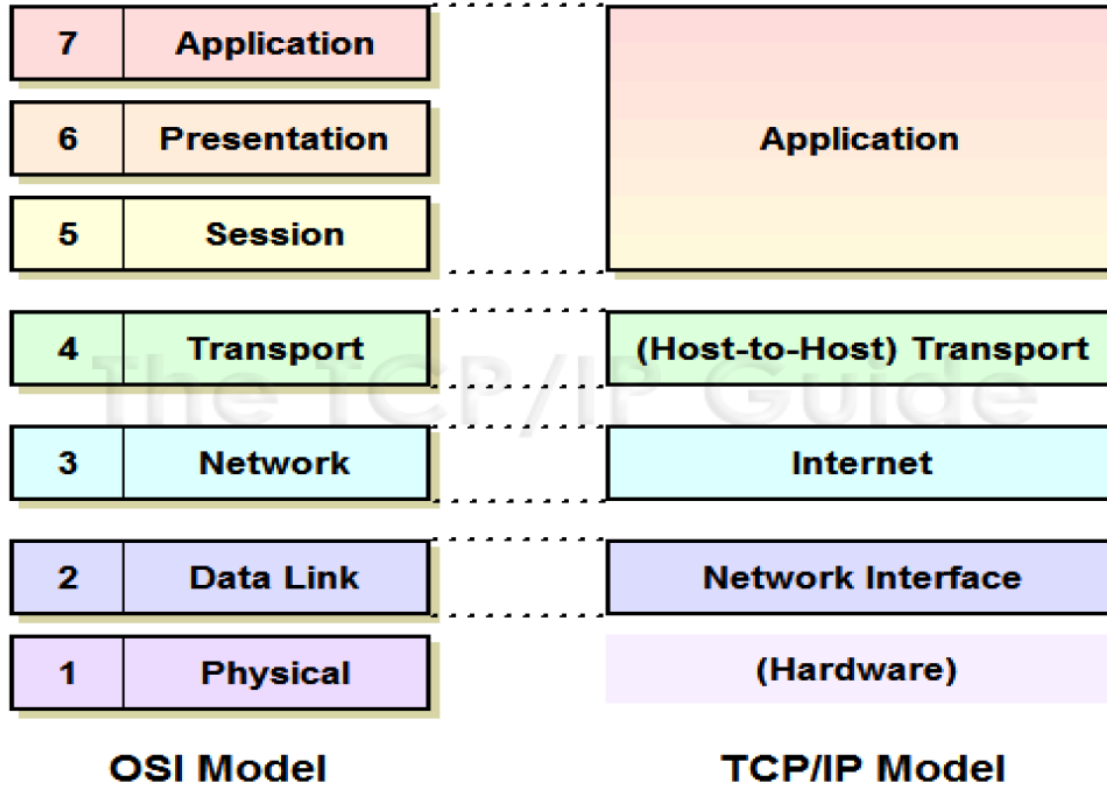 7 Application
6 Presentation
5 Session
Application
4 Transport
(Host-to-Host) Transport
The TCP/IP Guide
3 Network
Internet
2 Data Link
Network Interface
1 Physical
(Hardware)
OSI Model
TCP/IP Model